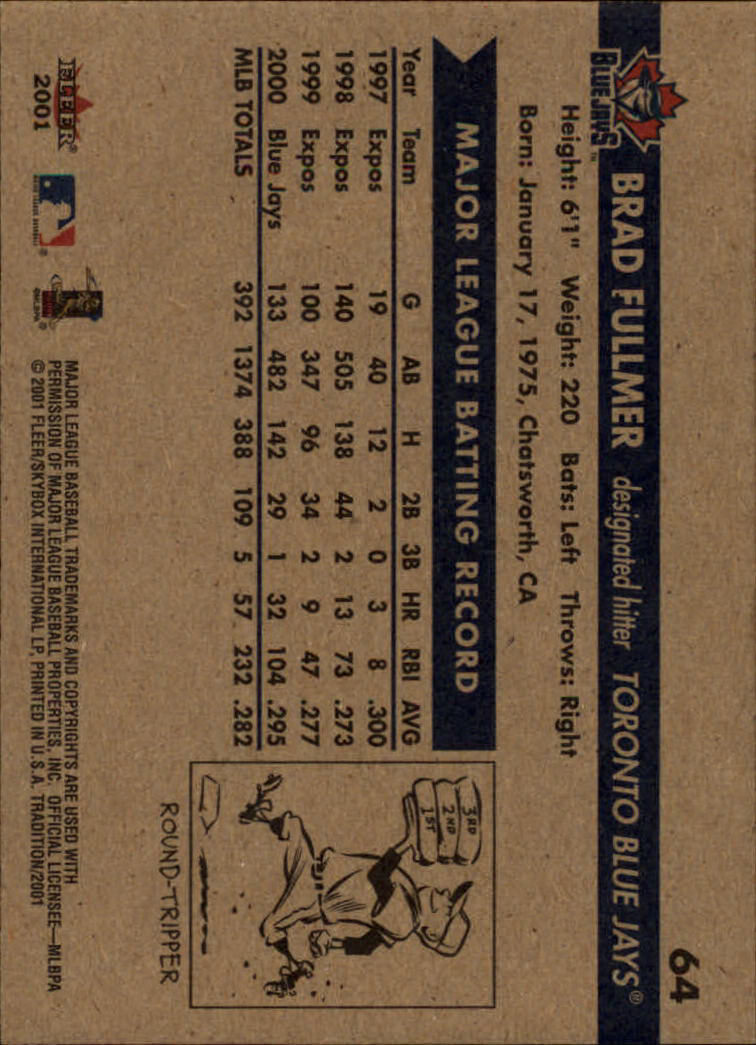 64
BLUE JAYS™
BRAD FULLMER designated hitter TORONTO BLUE JAYS®
Height: 6'1" Weight: 220 Bats: Left Throws: Right
Born: January 17, 1975, Chatsworth, CA
MAJOR LEAGUE BATTING RECORD
Year Team G AB H 2B 3B HR RBI AVG
1997 Expos 19 40 12 2 0 3 8 .300
1998 Expos 140 505 138 44 2 13 73 .273
1999 Expos 100 347 96 34 2 9 47 .277
2000 Blue Jays 133 482 142 29 1 32 104 .295
MLB TOTALS 392 1374 388 109 5 57 232 .282
3RD
2ND
1ST
ROUND-TRIPPER
FLEER®
2001
MAJOR LEAGUE BASEBALL TRADEMARKS AND COPYRIGHTS ARE USED WITH
PERMISSION OF MAJOR LEAGUE BASEBALL PROPERTIES, INC. OFFICIAL LICENSEE—MLBPA
© 2001 FLEER/SKYBOX INTERNATIONAL LP, PRINTED IN U.S.A. TRADITION/2001